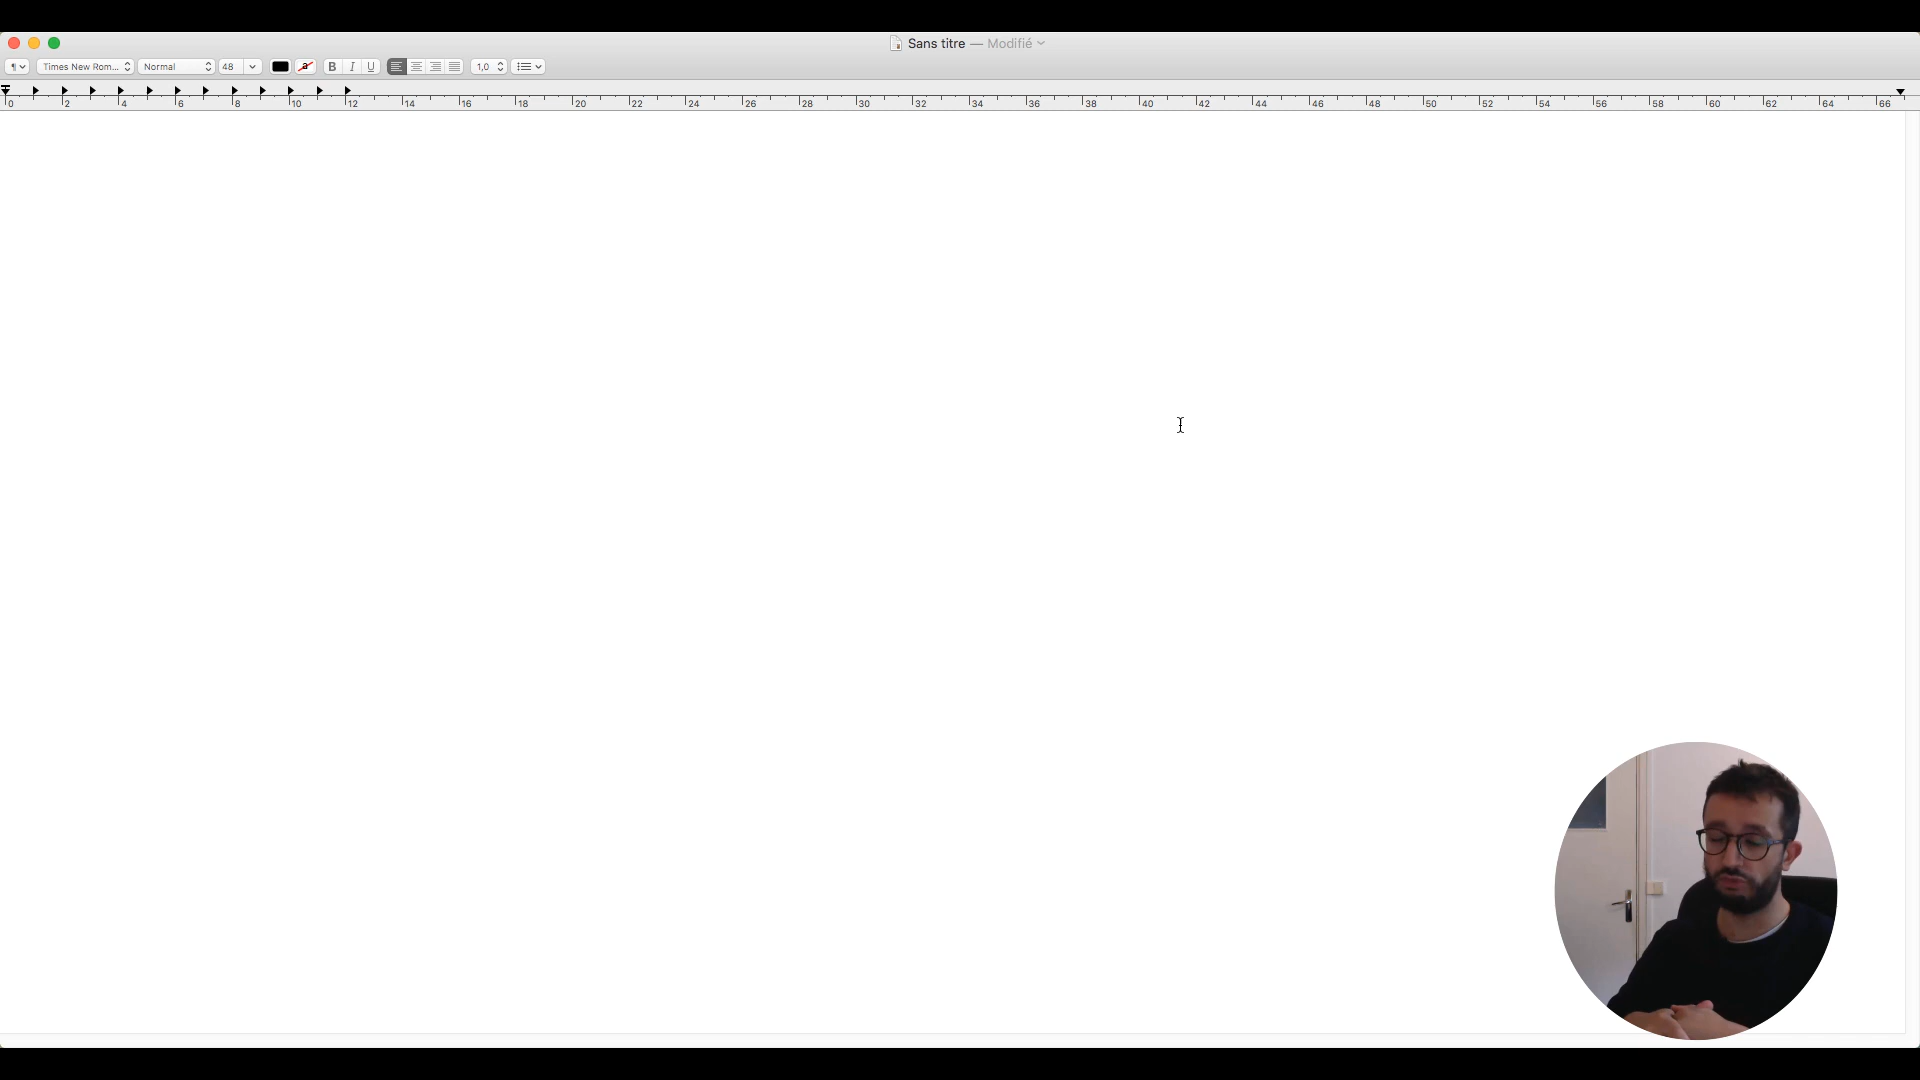 Sans titre — Modifié
¶ Times New Rom... Normal 48 a B I U 1,0
0 2 4 6 8 10 12 14 16 18 20 22 24 26 28 30 32 34 36 38 40 42 44 46 48 50 52 54 56 58 60 62 64 66